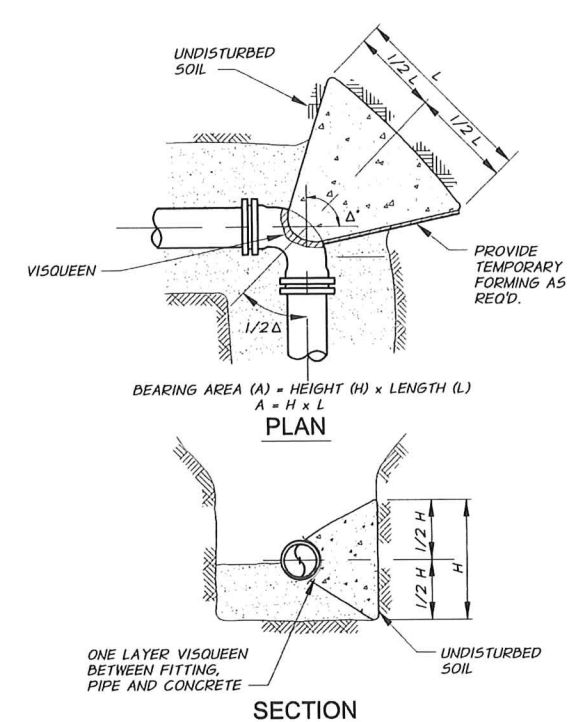 UNDISTURBED
SOIL
L
1/2 L
1/2 L
Δ°
VISQUEEN
PROVIDE
TEMPORARY
FORMING AS
REQ'D.
1/2 Δ
BEARING AREA (A) = HEIGHT (H) x LENGTH (L)
A = H x L
PLAN
1/2 H
H
1/2 H
ONE LAYER VISQUEEN
BETWEEN FITTING,
PIPE AND CONCRETE
UNDISTURBED
SOIL
SECTION